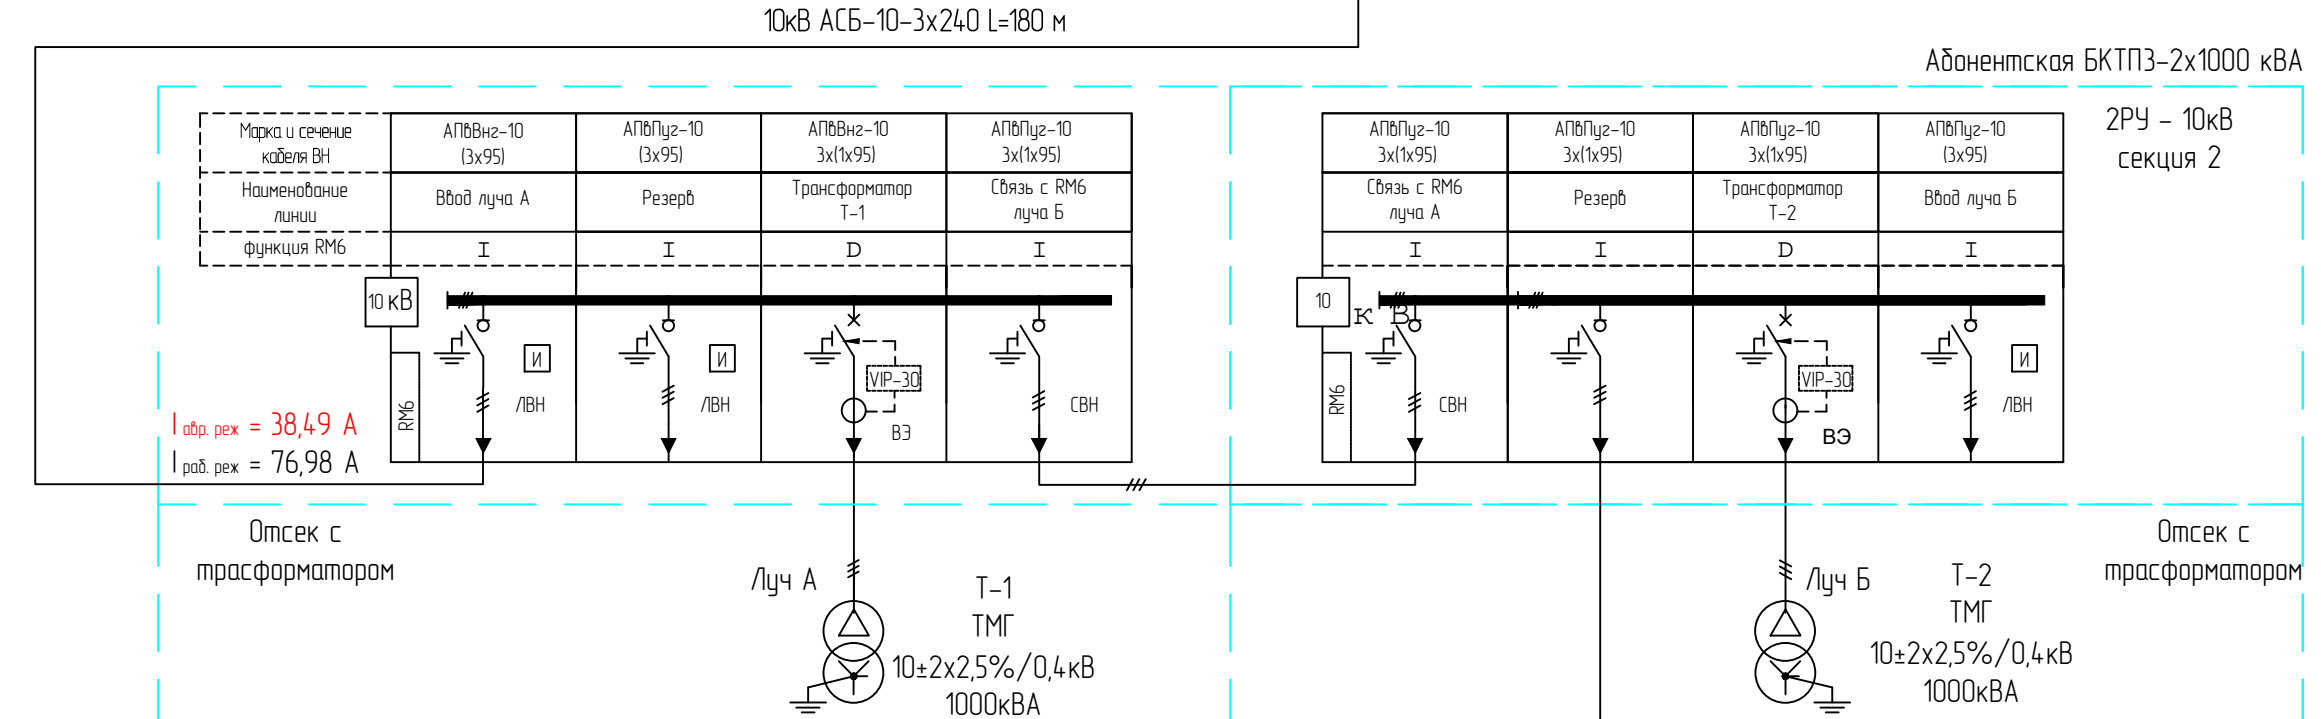 10кВ АСБ-10-3х240 L=180 м
Абонентская БКТП3-2х1000 кВА
Марка и сечение
кабеля ВН
АПвВнг-10
(3х95)
АПвПуг-10
(3х95)
АПвВнг-10
3х(1х95)
АПвПуг-10
3х(1х95)
Наименование
линии
Ввод луча А
Резерв
Трансформатор
Т-1
Связь с RM6
луча Б
функция RM6
I
I
D
I
10 кВ
RM6
И
ЛВН
И
ЛВН
VIP-30
ВЭ
СВН
I авр. реж = 38,49 А
I раб. реж = 76,98 А
АПвПуг-10
3х(1х95)
АПвПуг-10
3х(1х95)
АПвПуг-10
3х(1х95)
АПвПуг-10
(3х95)
Связь с RM6
луча А
Резерв
Трансформатор
Т-2
Ввод луча Б
I
I
D
I
2РУ - 10кВ
секция 2
10
К В
RM6
СВН
VIP-30
ВЭ
И
ЛВН
Отсек с
трасформатором
Луч А
Т-1
ТМГ
10±2х2,5%/0,4кВ
1000кВА
Луч Б
Т-2
ТМГ
10±2х2,5%/0,4кВ
1000кВА
Отсек с
трасформатором